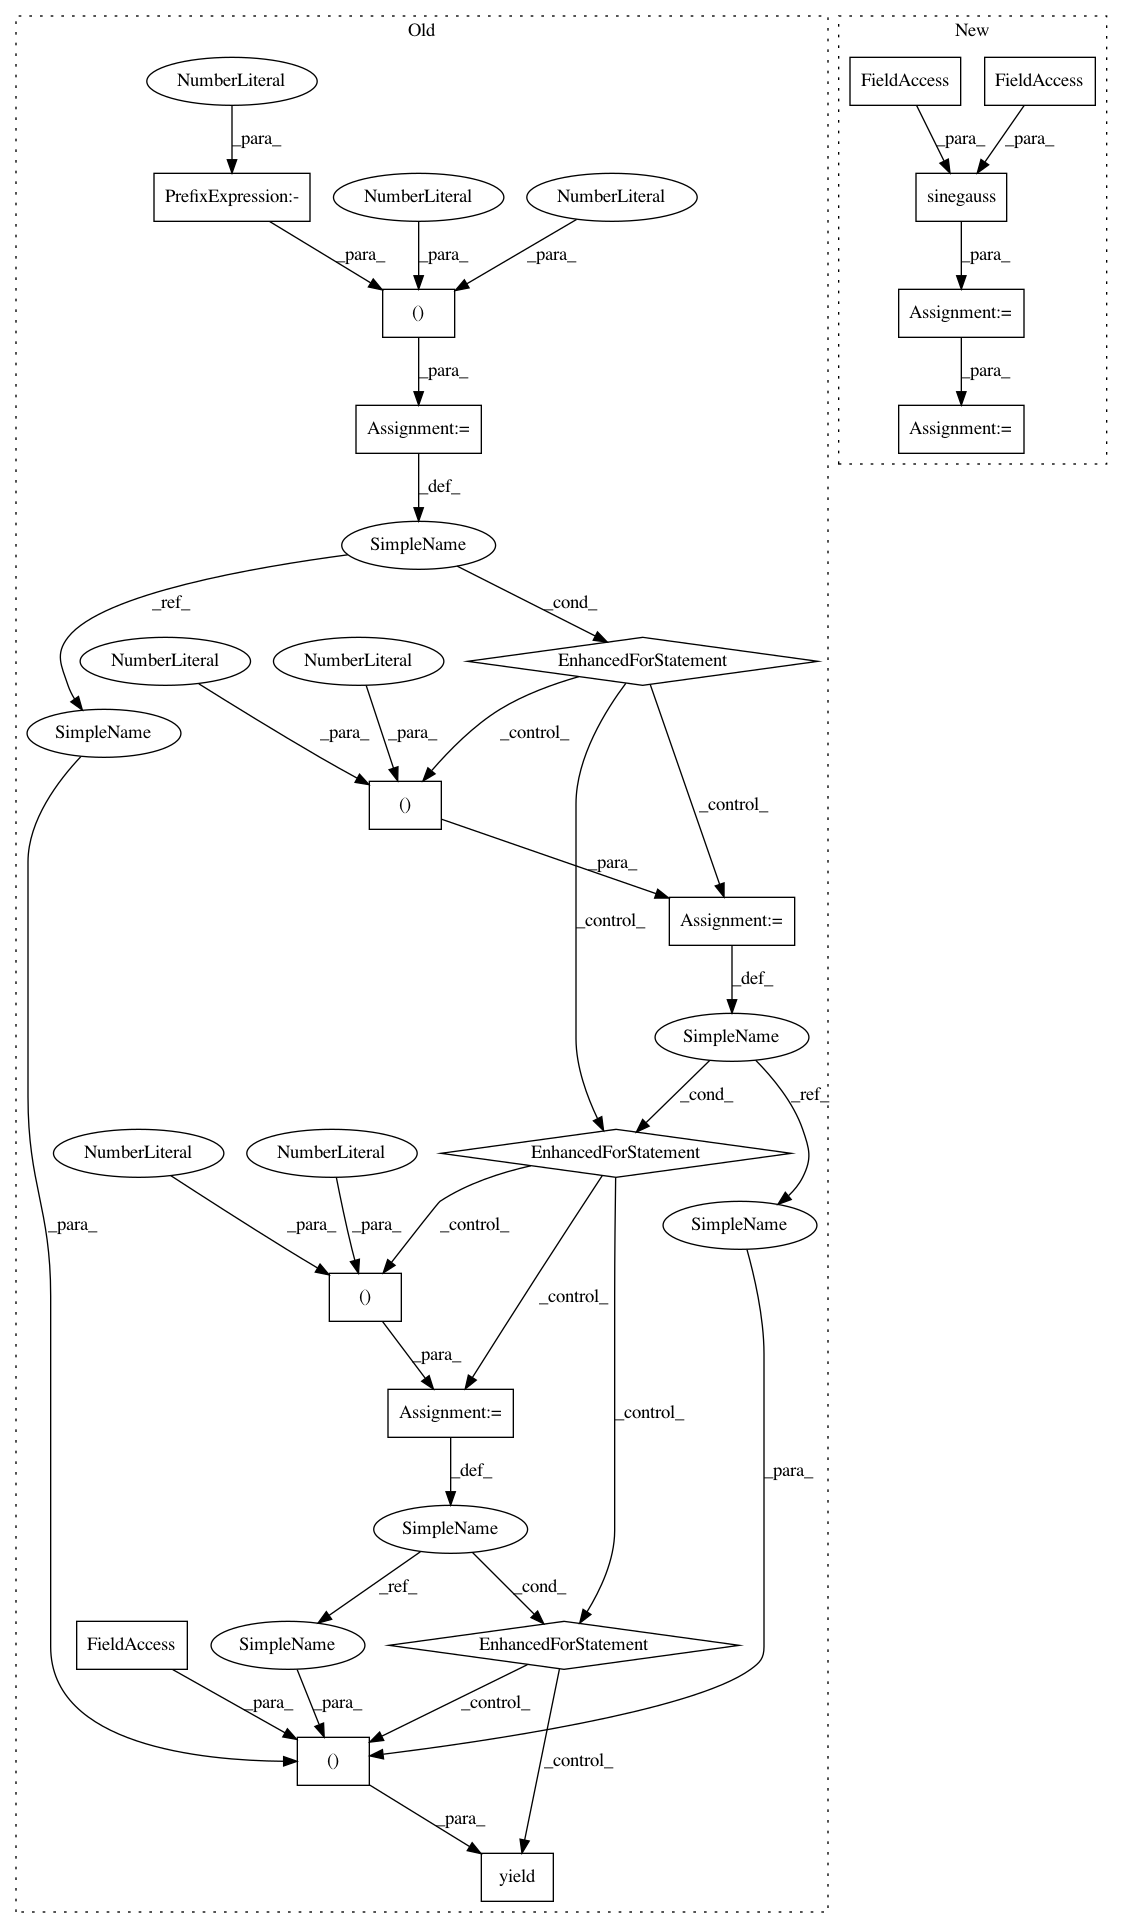 Old
New
NumberLiteral
FieldAccess
FieldAccess
_para_
_para_
_para_
PrefixExpression:-
NumberLiteral
NumberLiteral
sinegauss
_para_
_para_
_para_
_para_
()
Assignment:=
_para_
_para_
Assignment:=
Assignment:=
_def_
SimpleName
_ref_
_cond_
NumberLiteral
NumberLiteral
EnhancedForStatement
SimpleName
_para_
_para_
_control_
()
_control_
_para_
Assignment:=
_control_
_def_
SimpleName
_cond_
_ref_
NumberLiteral
NumberLiteral
EnhancedForStatement
_para_
_para_
_para_
_control_
SimpleName
()
_control_
_para_
Assignment:=
_control_
_def_
_para_
SimpleName
_ref_
_cond_
FieldAccess
SimpleName
EnhancedForStatement
_para_
_para_
_control_
()
_control_
_para_
yield